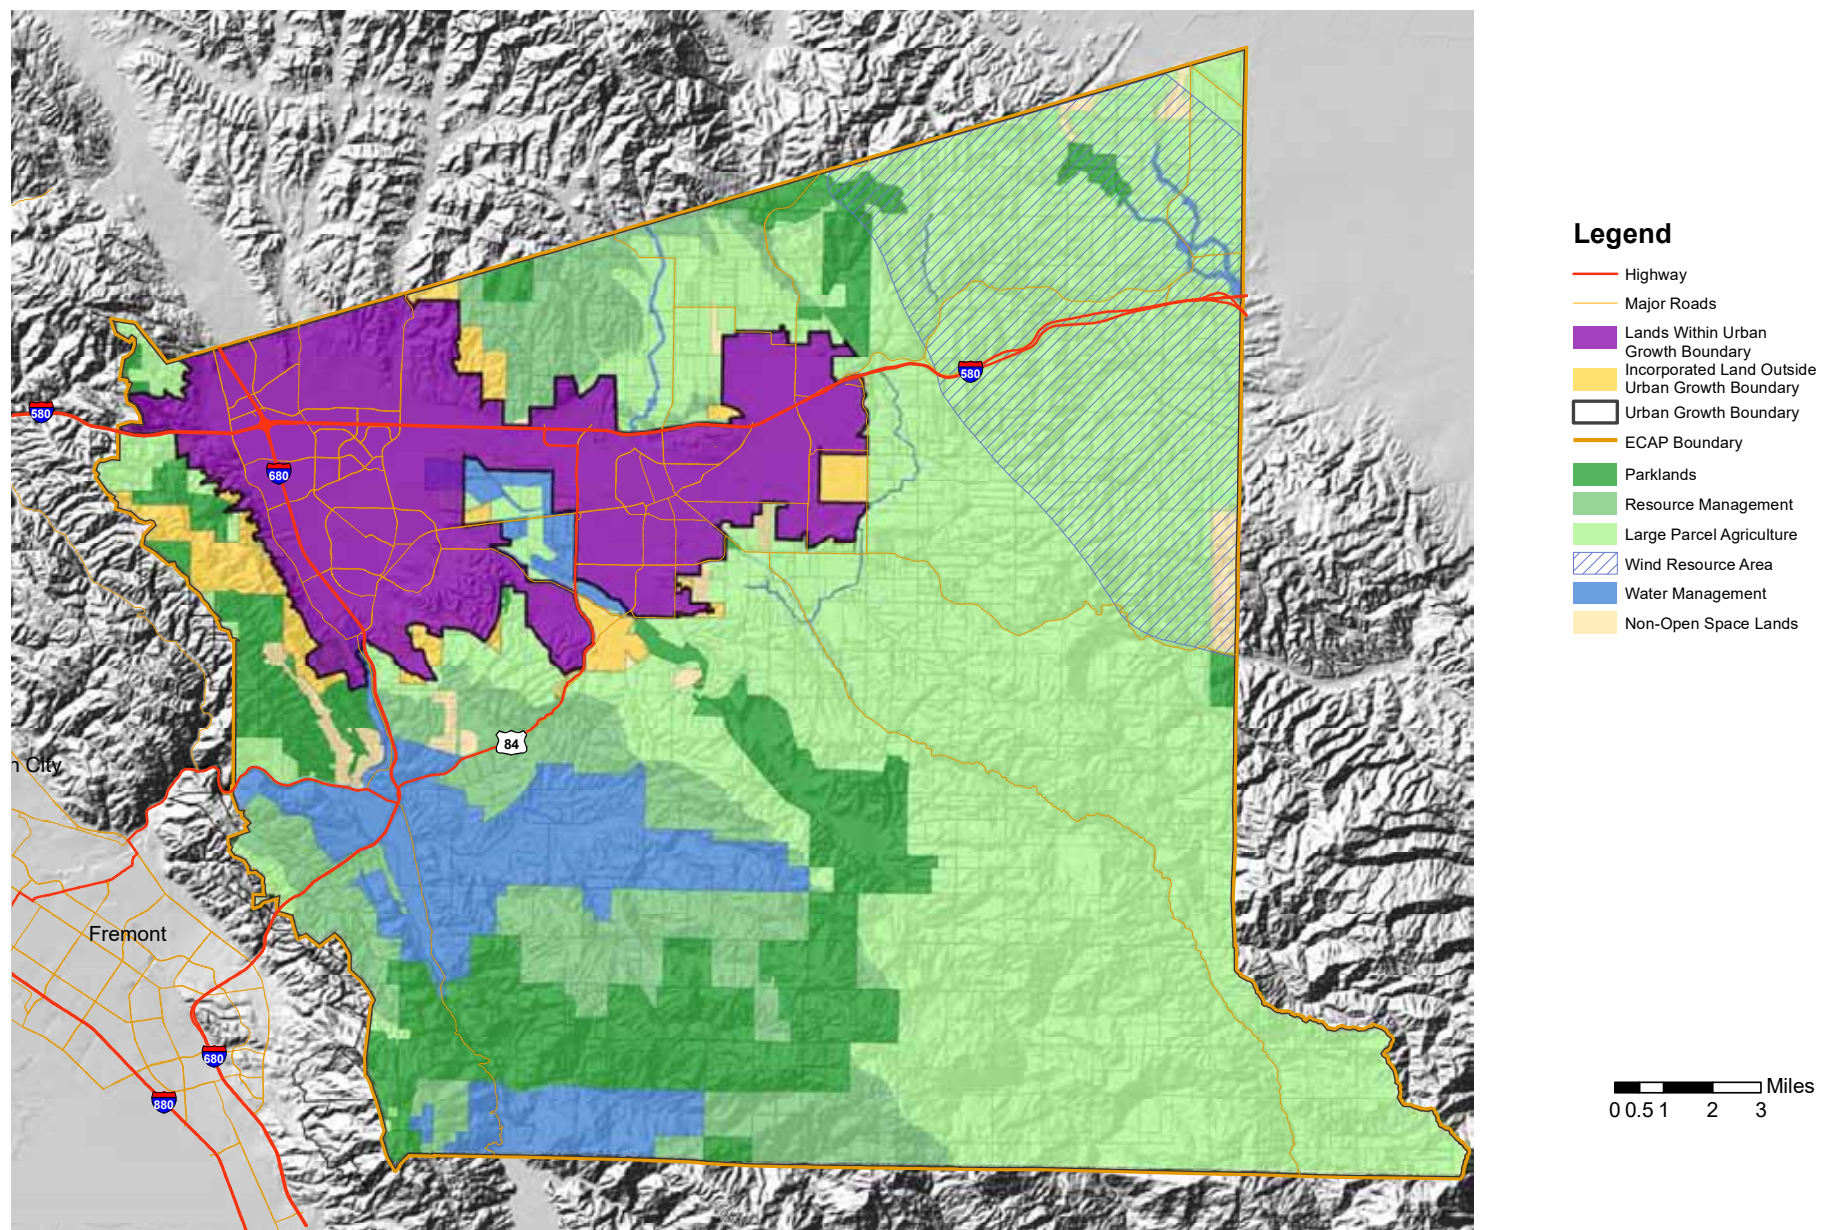 Legend
Highway
Major Roads
Lands Within Urban
Growth Boundary
Incorporated Land Outside
Urban Growth Boundary
Urban Growth Boundary
ECAP Boundary
Parklands
Resource Management
Large Parcel Agriculture
Wind Resource Area
Water Management
Non-Open Space Lands
580
580
680
84
n City
Fremont
680
880
Miles
0 0.5 1 2 3